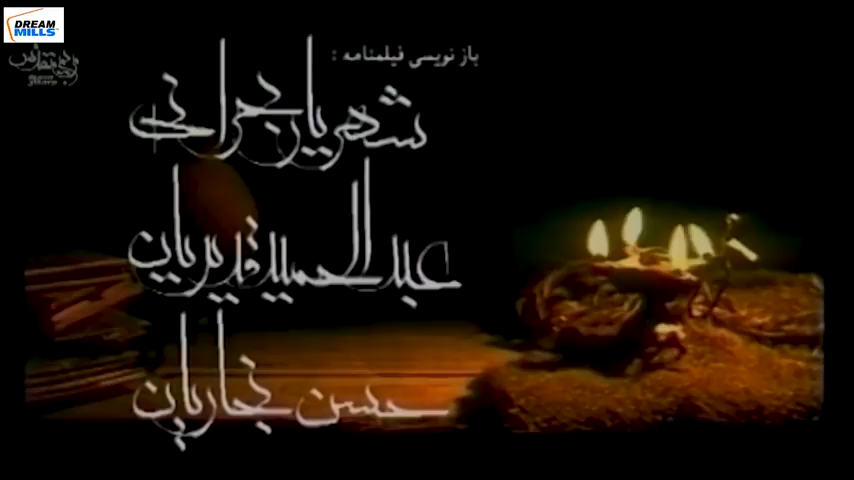 DREAM
MILLS
باز نویسی فیلمنامه :
شهریار بحرانی
عبدالحمید قدیریان
حسن نجاریان